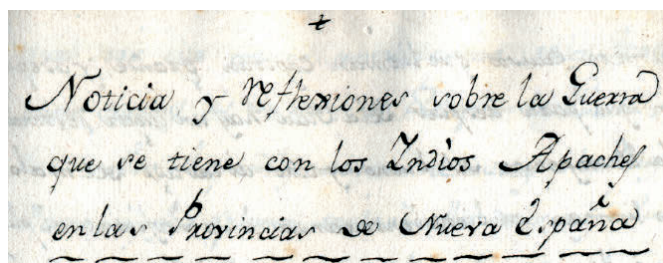 Noticia y reflexiones sobre la Guerra
que se tiene con los Indios Apaches
en las Provincias de Nueva España